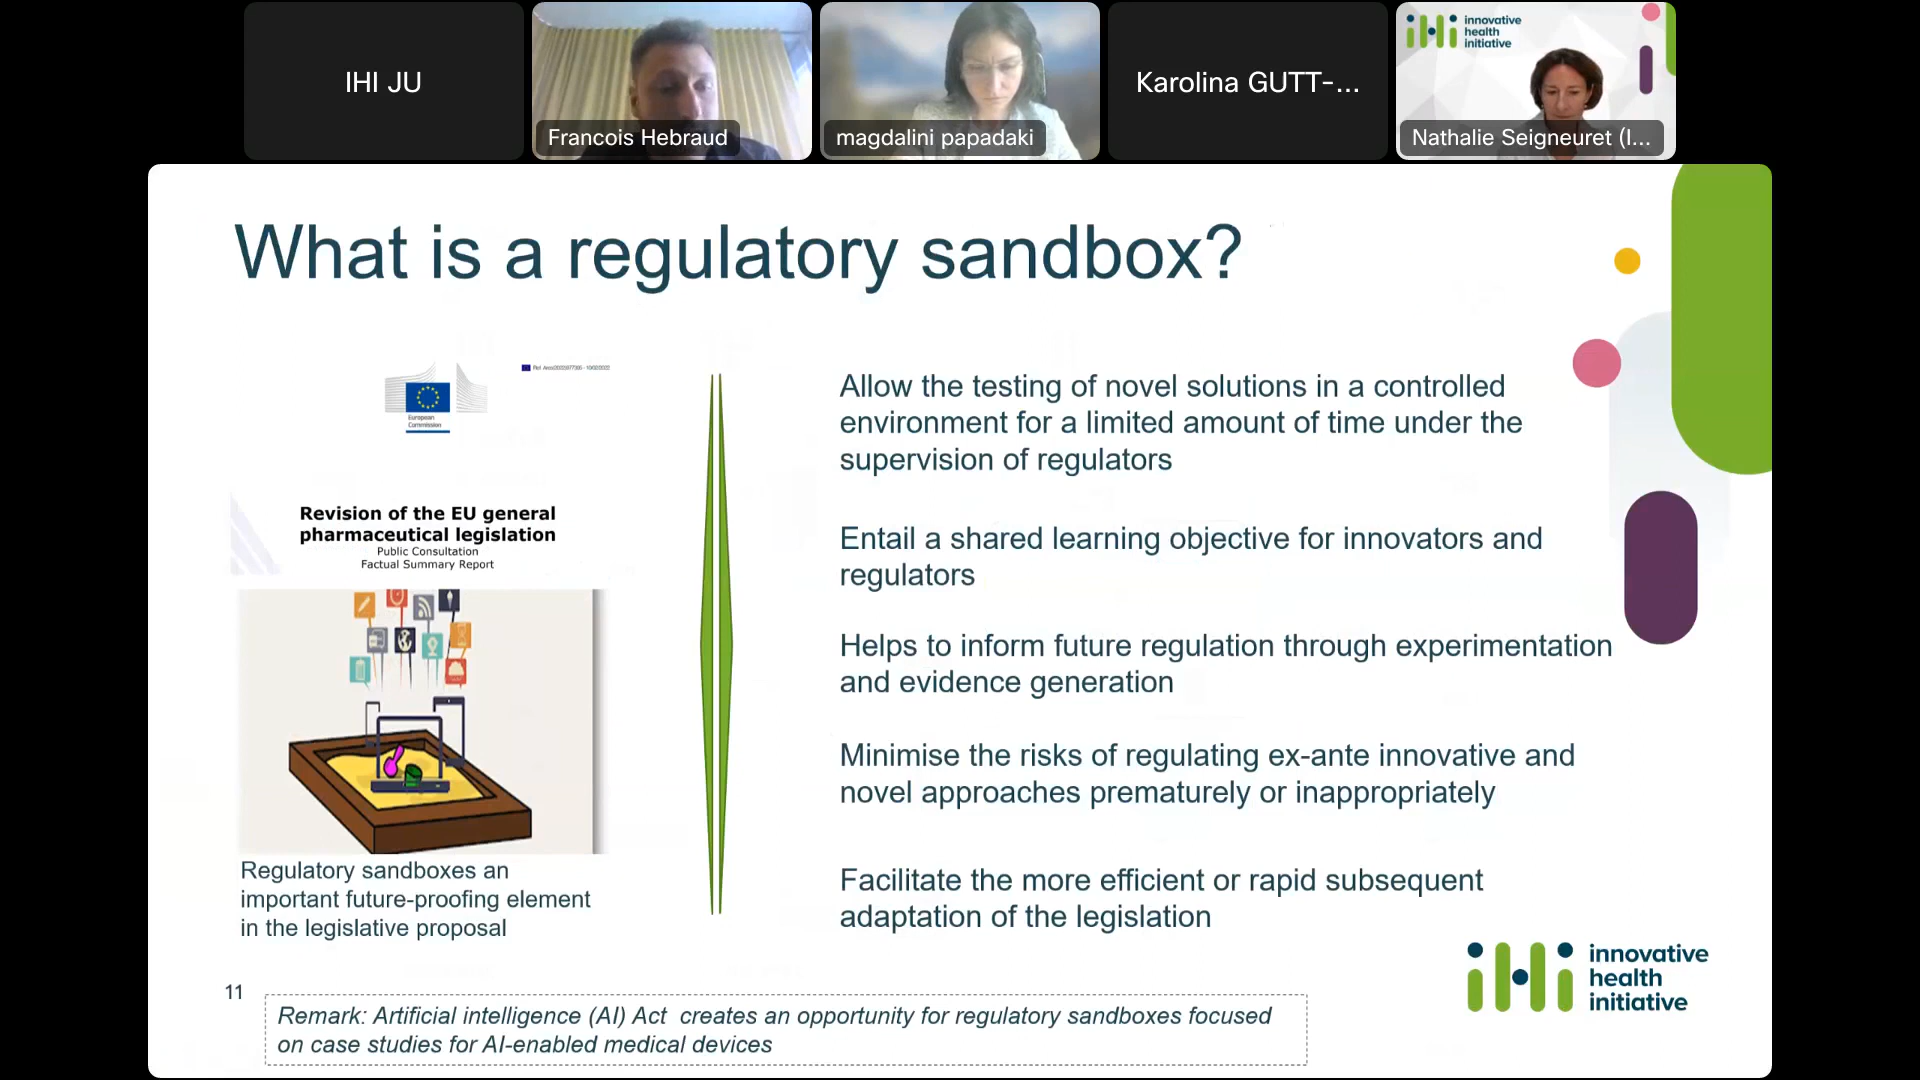 IHI JU
Francois Hebraud
magdalini papadaki
Karolina GUTT-...
innovative
health
initiative
Nathalie Seigneuret (I...
What is a regulatory sandbox?
European
Commission
Revision of the EU general
pharmaceutical legislation
Public Consultation
Factual Summary Report
Regulatory sandboxes an
important future-proofing element
in the legislative proposal
Allow the testing of novel solutions in a controlled
environment for a limited amount of time under the
supervision of regulators
Entail a shared learning objective for innovators and
regulators
Helps to inform future regulation through experimentation
and evidence generation
Minimise the risks of regulating ex-ante innovative and
novel approaches prematurely or inappropriately
Facilitate the more efficient or rapid subsequent
adaptation of the legislation
11
Remark: Artificial intelligence (AI) Act creates an opportunity for regulatory sandboxes focused
on case studies for AI-enabled medical devices
iHi innovative
health
initiative